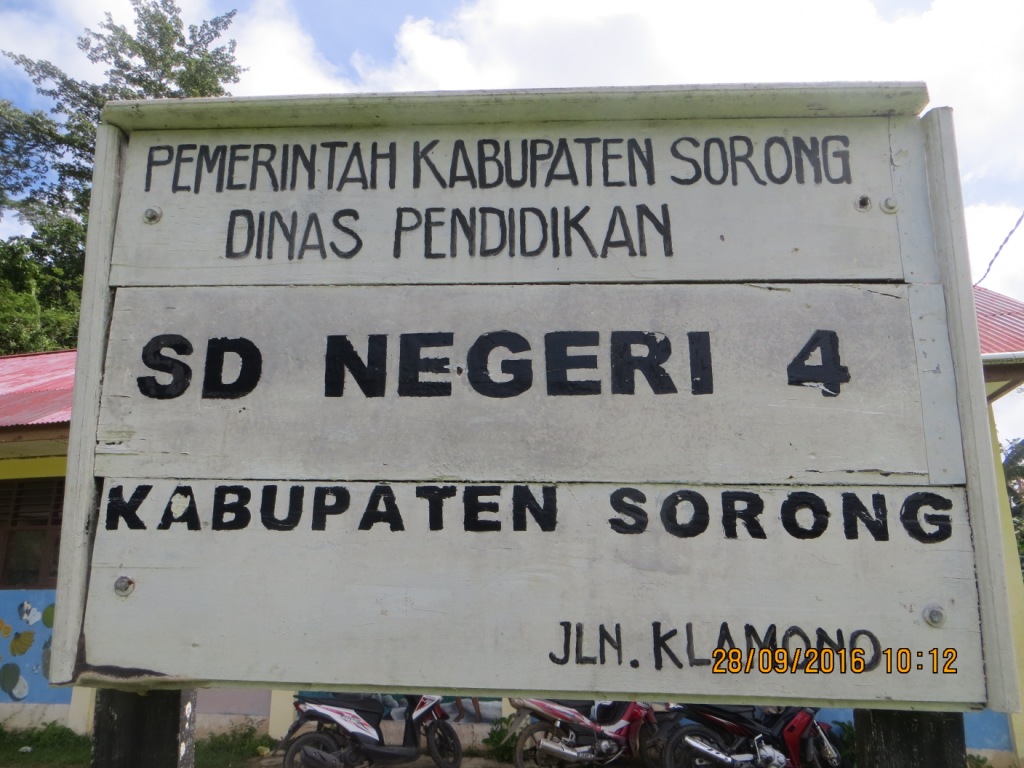 PEMERINTAH KABUPATEN SORONG
DINAS PENDIDIKAN
SD NEGERI 4
KABUPATEN SORONG
JLN. KLAMONO
28/09/2016 10:12